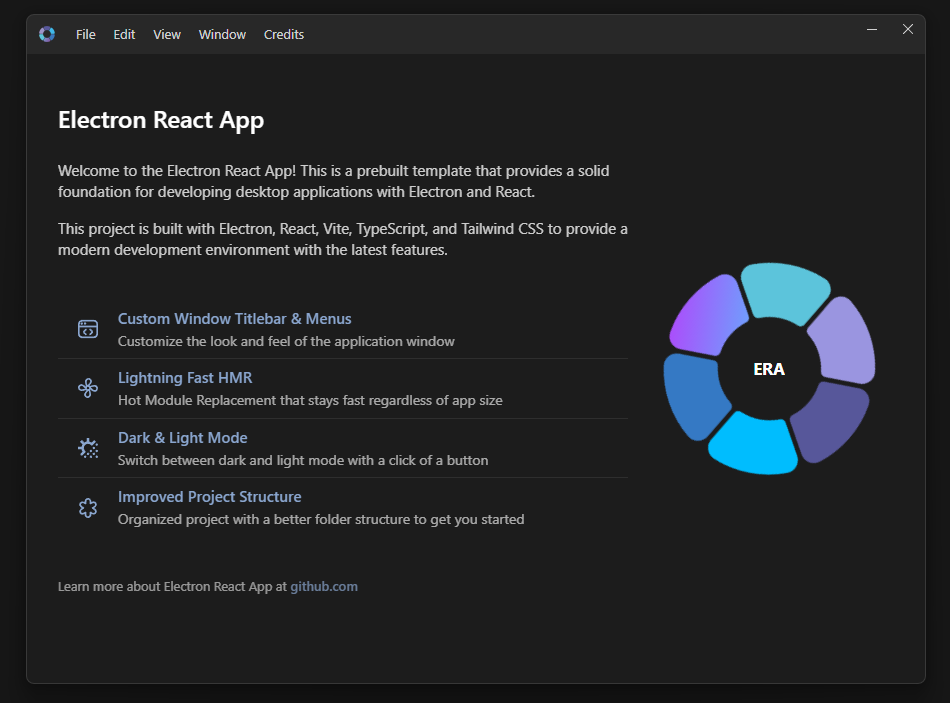 File Edit View Window Credits
Electron React App
Welcome to the Electron React App! This is a prebuilt template that provides a solid
foundation for developing desktop applications with Electron and React.
This project is built with Electron, React, Vite, TypeScript, and Tailwind CSS to provide a
modern development environment with the latest features.
Custom Window Titlebar & Menus
Customize the look and feel of the application window
Lightning Fast HMR
Hot Module Replacement that stays fast regardless of app size
Dark & Light Mode
Switch between dark and light mode with a click of a button
Improved Project Structure
Organized project with a better folder structure to get you started
ERA
Learn more about Electron React App at github.com